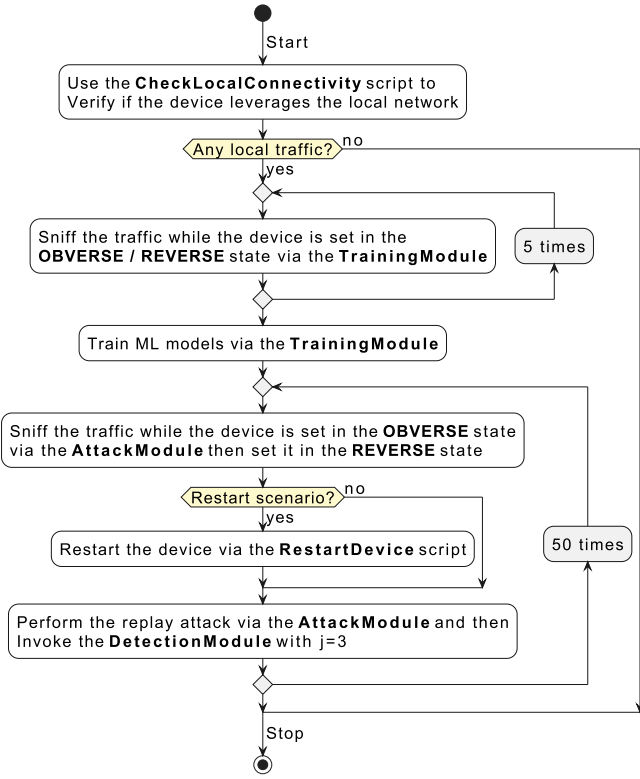 Start
Use the CheckLocalConnectivity script to
Verify if the device leverages the local network
Any local traffic?
no
yes
Sniff the traffic while the device is set in the
OBVERSE / REVERSE state via the TrainingModule
5 times
Train ML models via the TrainingModule
Sniff the traffic while the device is set in the OBVERSE state
via the AttackModule then set it in the REVERSE state
Restart scenario?
no
yes
Restart the device via the RestartDevice script
50 times
Perform the replay attack via the AttackModule and then
Invoke the DetectionModule with j=3
Stop